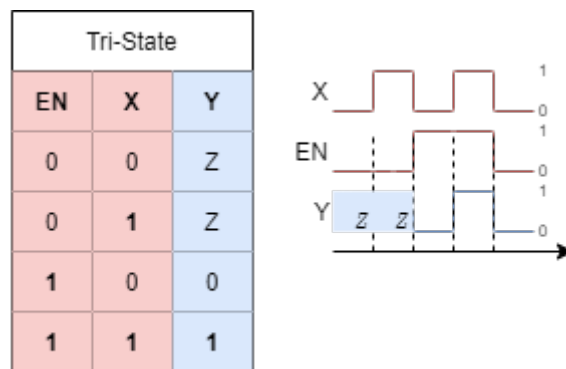 Tri-State
EN X Y
0 0 Z
0 1 Z
1 0 0
1 1 1
X 1
0
EN 1
0
Y Z Z 1
0